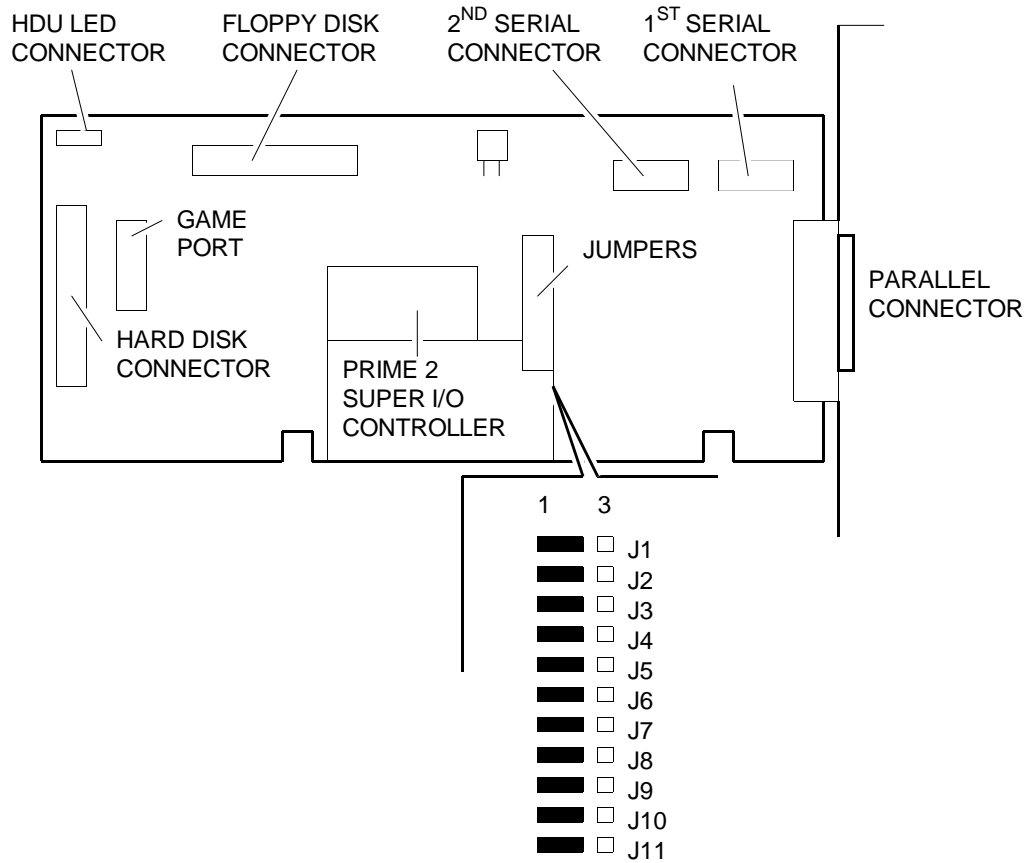 HDU LED
CONNECTOR
FLOPPY DISK
CONNECTOR
2ND SERIAL
CONNECTOR
1ST SERIAL
CONNECTOR
GAME
PORT
JUMPERS
PARALLEL
CONNECTOR
HARD DISK
CONNECTOR
PRIME 2
SUPER I/O
CONTROLLER
1 3
J1
J2
J3
J4
J5
J6
J7
J8
J9
J10
J11